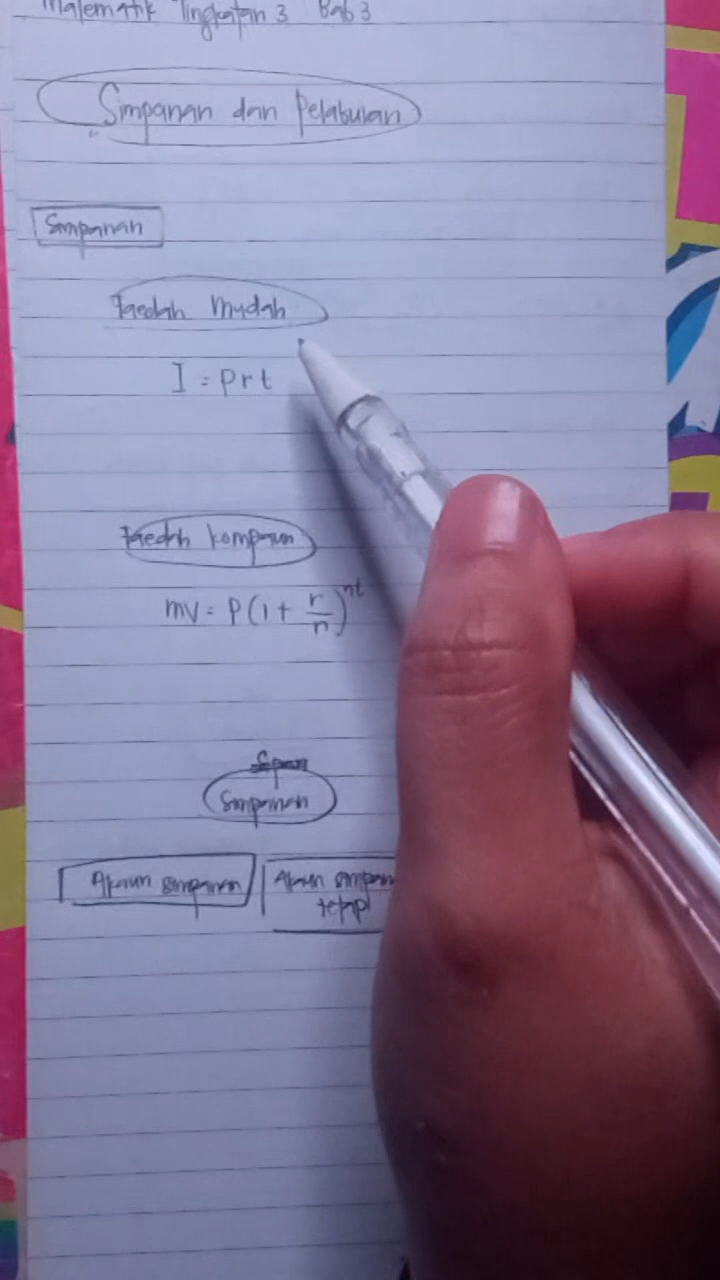 Matematik Tingkatan 3 Bab 3
Simpanan dan Pelaburan
Simpanan
Faedah Mudah
I = Prt
Faedah kompaun
MV = P(1 + r/n)^nt
Simpanan
Akaun simpanan
Akaun simpan
tetap